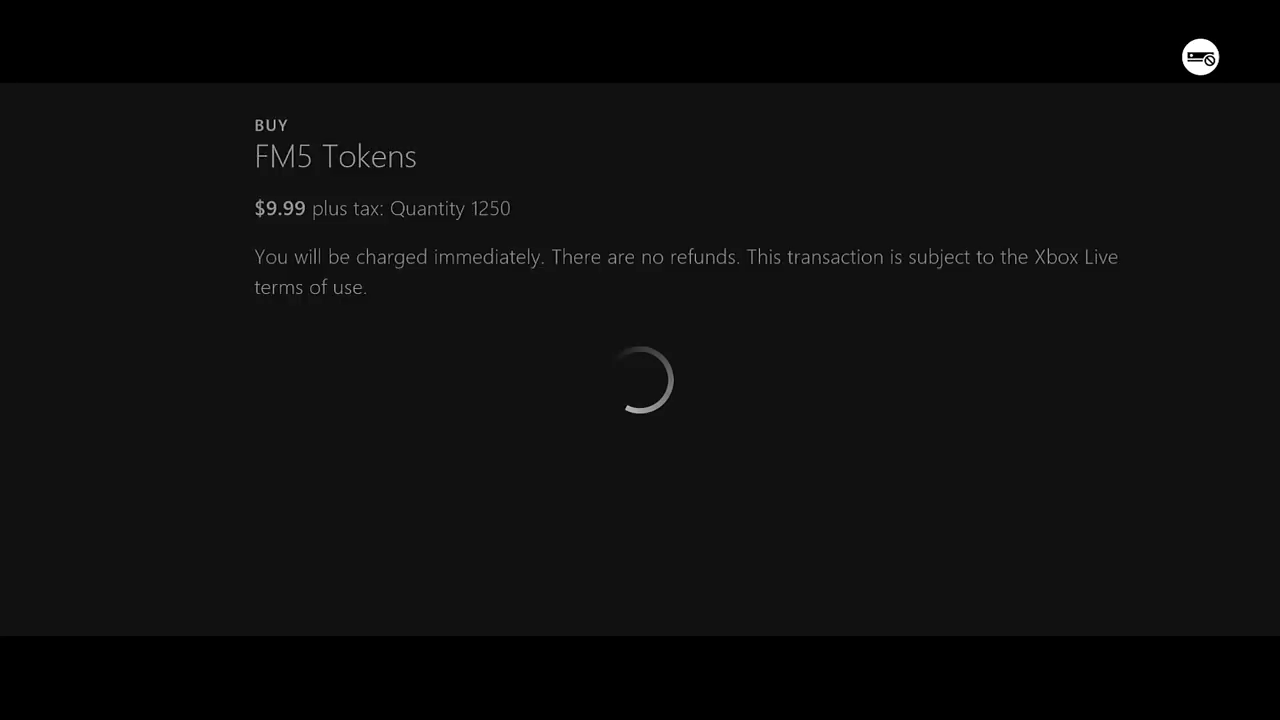 BUY
FM5 Tokens
$9.99 plus tax: Quantity 1250
You will be charged immediately. There are no refunds. This transaction is subject to the Xbox Live
terms of use.